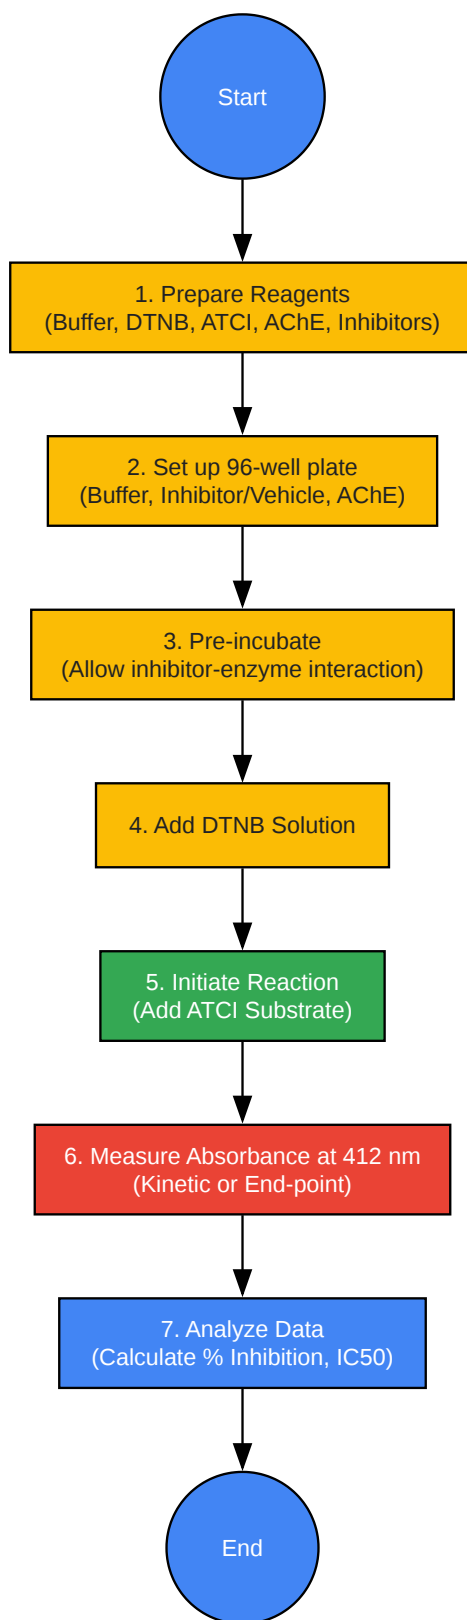 Start
1. Prepare Reagents
(Buffer, DTNB, ATCI, AChE, Inhibitors)
2. Set up 96-well plate
(Buffer, Inhibitor/Vehicle, AChE)
3. Pre-incubate
(Allow inhibitor-enzyme interaction)
4. Add DTNB Solution
5. Initiate Reaction
(Add ATCI Substrate)
6. Measure Absorbance at 412 nm
(Kinetic or End-point)
7. Analyze Data
(Calculate % Inhibition, IC50)
End